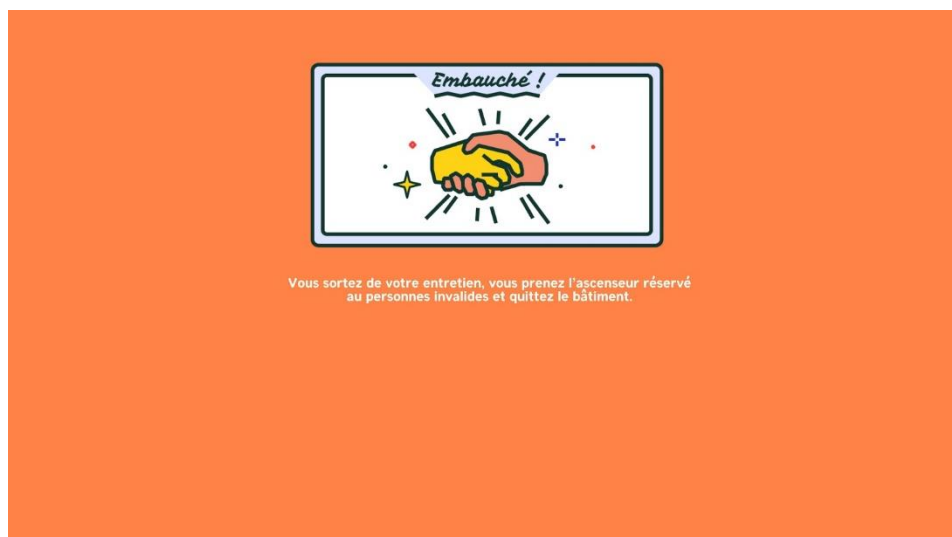 Embauché !
Vous sortez de votre entretien, vous prenez l'ascenseur réservé
au personnes invalides et quittez le bâtiment.